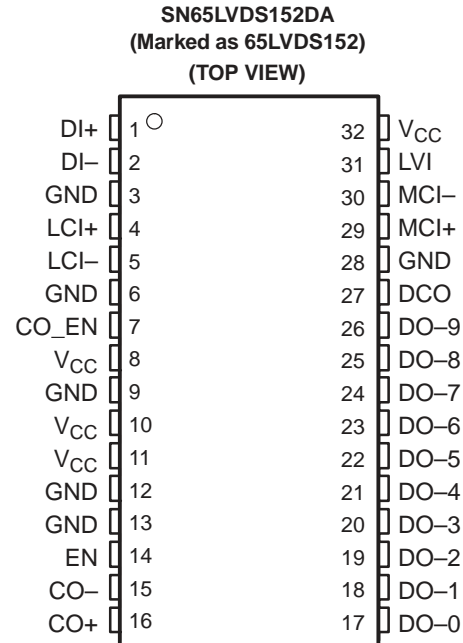 SN65LVDS152DA
(Marked as 65LVDS152)
(TOP VIEW)
DI+ 1 32 VCC
DI– 2 31 LVI
GND 3 30 MCI–
LCI+ 4 29 MCI+
LCI– 5 28 GND
GND 6 27 DCO
CO_EN 7 26 DO–9
VCC 8 25 DO–8
GND 9 24 DO–7
VCC 10 23 DO–6
VCC 11 22 DO–5
GND 12 21 DO–4
GND 13 20 DO–3
EN 14 19 DO–2
CO– 15 18 DO–1
CO+ 16 17 DO–0